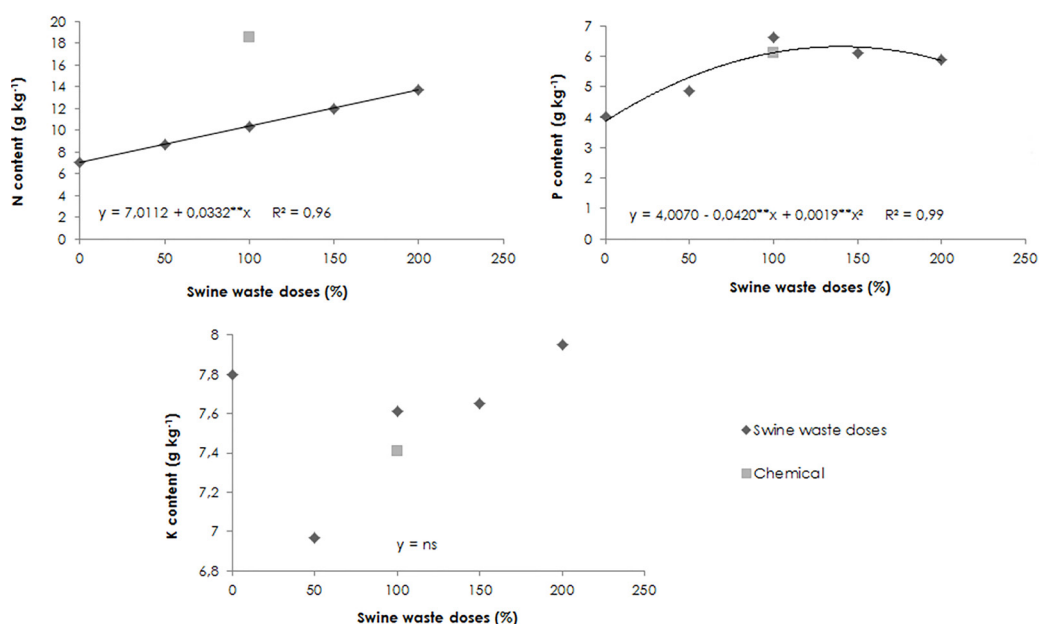 N content (g kg⁻¹)
20
18
16
14
12
10
8
6
4
2
0
y = 7,0112 + 0,0332**x R² = 0,96
0 50 100 150 200 250
Swine waste doses (%)
P content (g kg⁻¹)
7
6
5
4
3
2
1
0
y = 4,0070 - 0,0420**x + 0,0019**x² R² = 0,99
0 50 100 150 200 250
Swine waste doses (%)
K content (g kg⁻¹)
8
7,8
7,6
7,4
7,2
7
6,8
y = ns
0 50 100 150 200 250
Swine waste doses (%)
Swine waste doses
Chemical